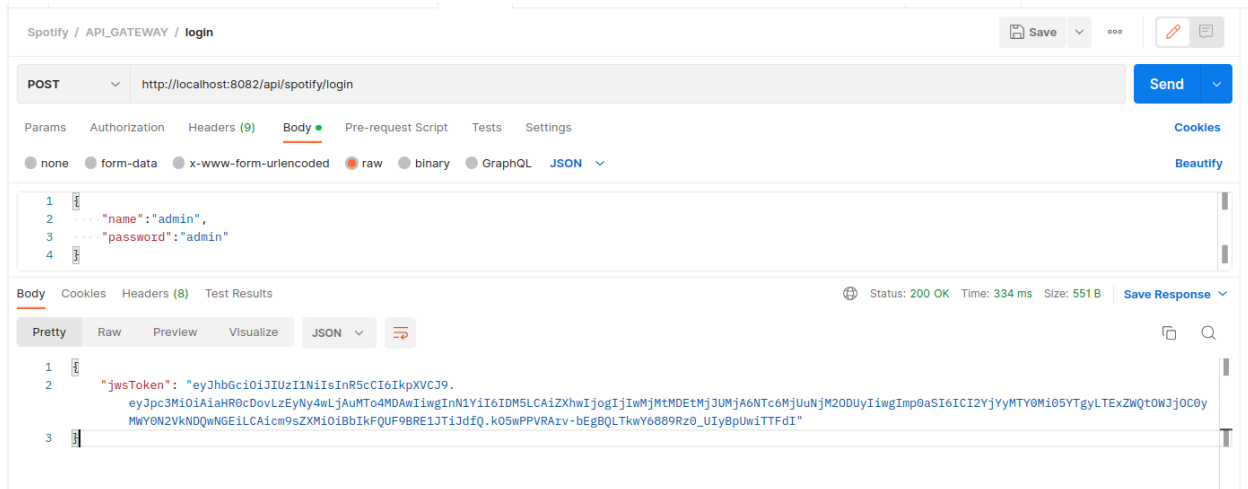 Spotify / API_GATEWAY / login
Save
POST
http://localhost:8082/api/spotify/login
Send
Params Authorization Headers (9) Body Pre-request Script Tests Settings
Cookies
none form-data x-www-form-urlencoded raw binary GraphQL JSON
Beautify
1 {
2 ····"name":"admin",
3 ····"password":"admin"
4 }
Body Cookies Headers (8) Test Results
Status: 200 OK Time: 334 ms Size: 551 B Save Response
Pretty Raw Preview Visualize JSON
1 {
2 "jwsToken": "eyJhbGciOiJIUzI1NiIsInR5cCI6IkpXVCJ9.
eyJpc3MiOiAiaHR0cDovLzEyNy4wLjAuMTo4MDAwIiwgInN1YiI6IDM5LCAiZXhwIjogIjIwMjMtMDEtMjJUMjA6NTc6MjUuNjM2ODUyIiwgImp0aSI6ICI2YjYyMTY0Mi05YTgyLTExZWQtOWJjOC0y
MWY0N2VkNDQwNGEiLCAicm9sZXMiOiBbIkFQUF9BRE1JTiJdfQ.kO5wPPVRArv-bEgBQLTkwY6889Rz0_UIyBpUwiTTFdI"
3 }